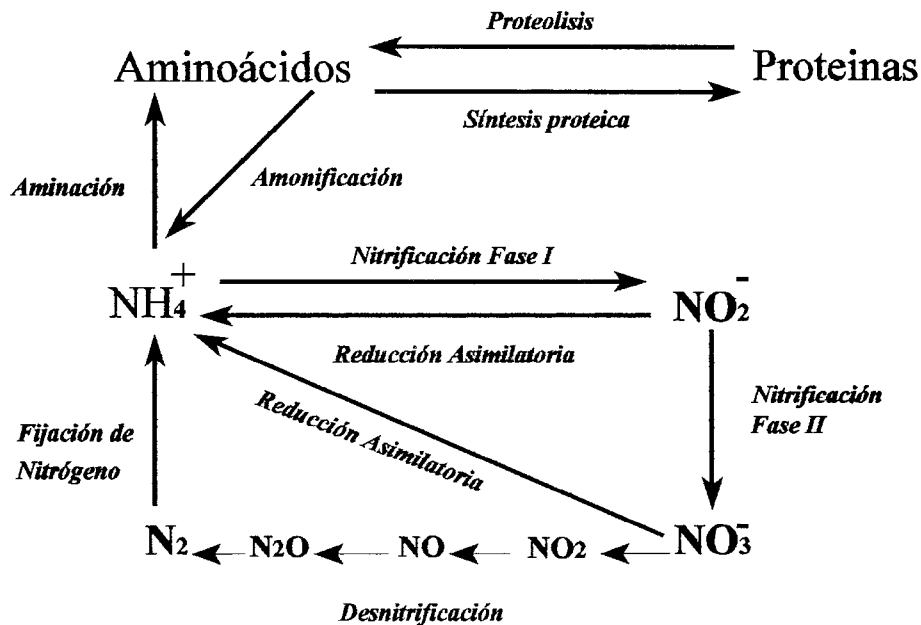 Proteolisis
Aminoácidos
Proteinas
Síntesis proteica
Aminación
Amonificación
Nitrificación Fase I
NH4+
NO2-
Reducción Asimilatoria
Reducción Asimilatoria
Nitrificación
Fase II
Fijación de
Nitrógeno
N2
N2O
NO
NO2
NO3-
Desnitrificación